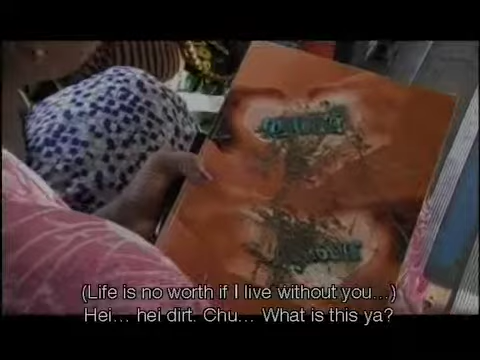 (Life is no worth if I live without you...)
Hei... hei dirt. Chu... What is this ya?